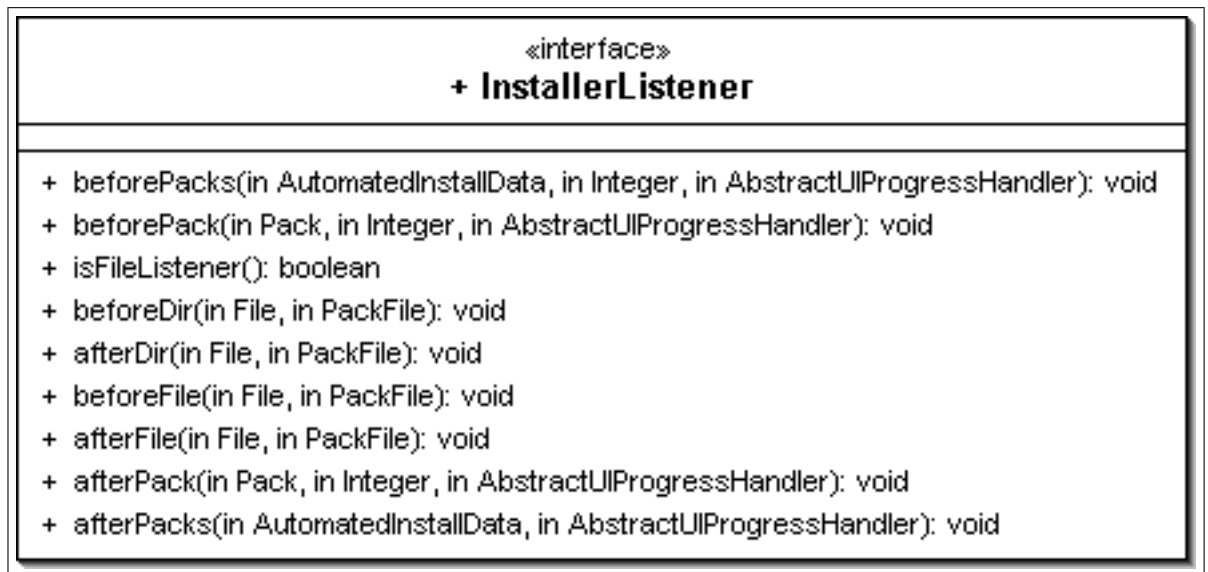 «interface»
+ InstallerListener
+ beforePacks(in AutomatedInstallData, in Integer, in AbstractUIProgressHandler): void
+ beforePack(in Pack, in Integer, in AbstractUIProgressHandler): void
+ isFileListener(): boolean
+ beforeDir(in File, in PackFile): void
+ afterDir(in File, in PackFile): void
+ beforeFile(in File, in PackFile): void
+ afterFile(in File, in PackFile): void
+ afterPack(in Pack, in Integer, in AbstractUIProgressHandler): void
+ afterPacks(in AutomatedInstallData, in AbstractUIProgressHandler): void